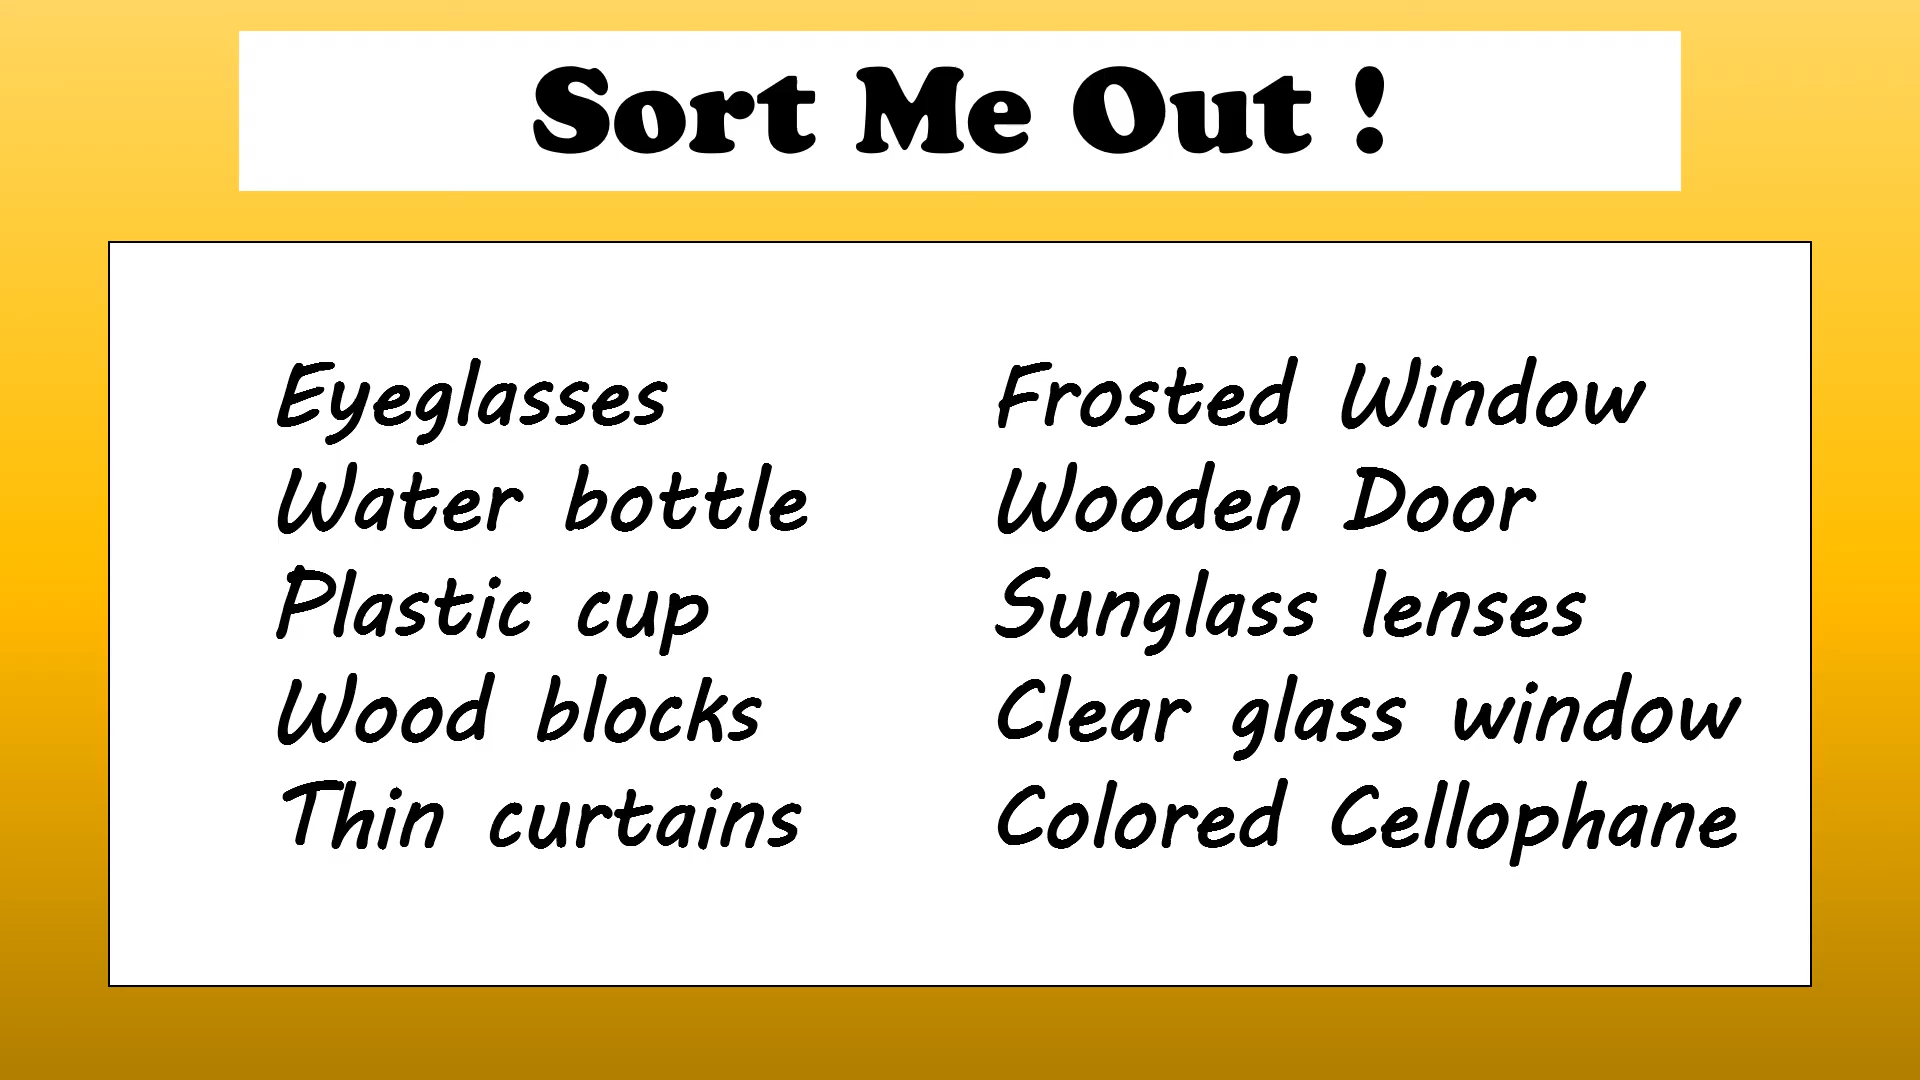 Sort Me Out !
Eyeglasses
Water bottle
Plastic cup
Wood blocks
Thin curtains
Frosted Window
Wooden Door
Sunglass lenses
Clear glass window
Colored Cellophane